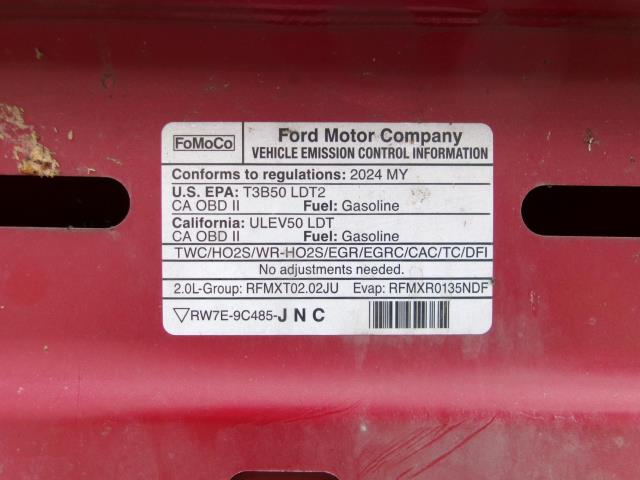 FoMoCo
Ford Motor Company
VEHICLE EMISSION CONTROL INFORMATION
Conforms to regulations: 2024 MY
U.S. EPA: T3B50 LDT2
CA OBD II Fuel: Gasoline
California: ULEV50 LDT
CA OBD II Fuel: Gasoline
TWC/HO2S/WR-HO2S/EGR/EGRC/CAC/TC/DFI
No adjustments needed.
2.0L-Group: RFMXT02.02JU Evap: RFMXR0135NDF
▽RW7E-9C485-J N C